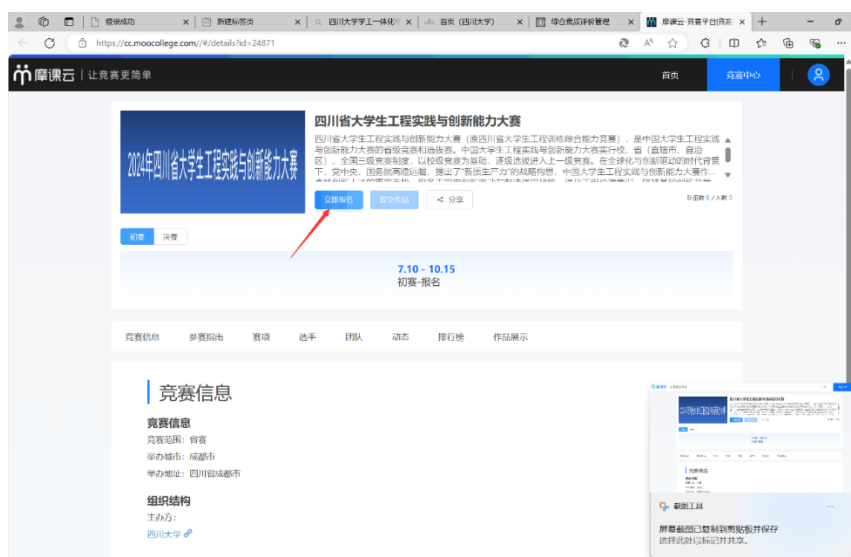 登录成功
新建标签页
四川大学学工一体化
首页 (四川大学)
综合素质评价管理
摩课云·竞赛平台|竞赛
https://cc.moocollege.com//#/details?id=24871
摩课云 | 让竞赛更简单
首页
竞赛中心
2024年四川省大学生工程实践与创新能力大赛
四川省大学生工程实践与创新能力大赛
四川省大学生工程实践与创新能力大赛（原四川省大学生工程训练综合能力竞赛），是中国大学生工程实践
与创新能力大赛的省级竞赛和选拔赛。中国大学生工程实践与创新能力大赛实行校、省（直辖市、自治
区）、全国三级竞赛制度，以校级竞赛为基础，逐级选拔进入上一级竞赛。在全球化与创新驱动的时代背景
下，党中央、国务院高瞻远瞩，提出了“新质生产力”的战略构想，中国大学生工程实践与创新能力大赛作...
立即报名
提交作品
分享
队伍数 0 / 人数 0
初赛
决赛
7.10 - 10.15
初赛-报名
竞赛信息
参赛指南
赛项
选手
团队
动态
排行榜
作品展示
竞赛信息
竞赛信息
竞赛范围：省赛
举办城市：成都市
举办地址：四川省成都市
组织结构
主办方：
四川大学
截图工具
屏幕截图已复制到剪贴板并保存
选择此处以标记并共享。